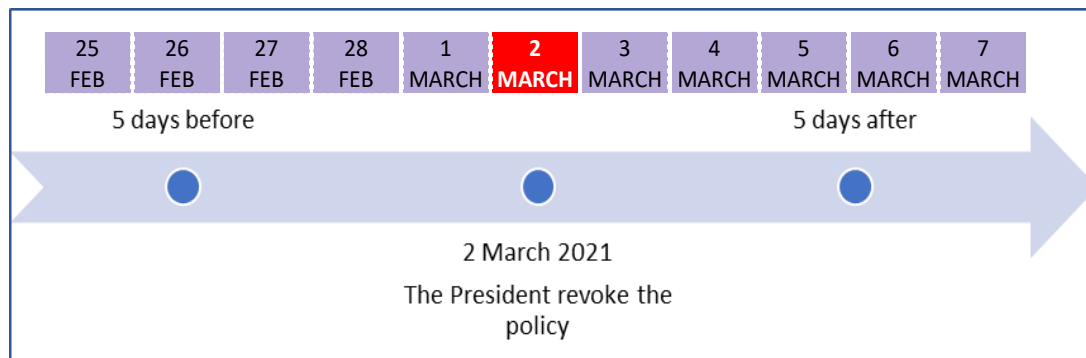 25 26 27 28 1 2 3 4 5 6 7
FEB FEB FEB FEB MARCH MARCH MARCH MARCH MARCH MARCH MARCH
5 days before 5 days after
2 March 2021
The President revoke the
policy